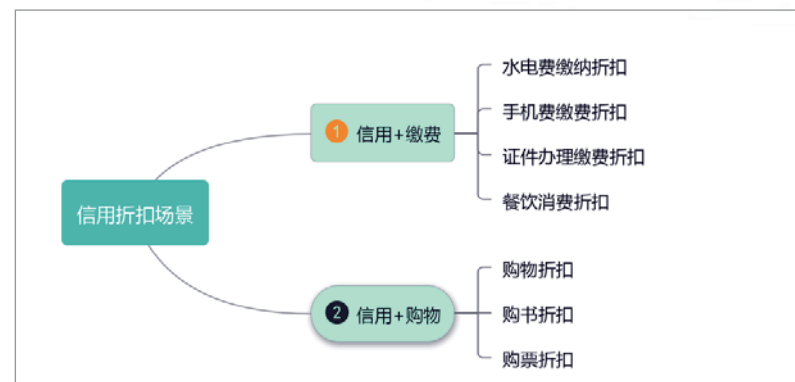 信用折扣场景
1 信用+缴费
水电费缴纳折扣
手机费缴费折扣
证件办理缴费折扣
餐饮消费折扣
2 信用+购物
购物折扣
购书折扣
购票折扣